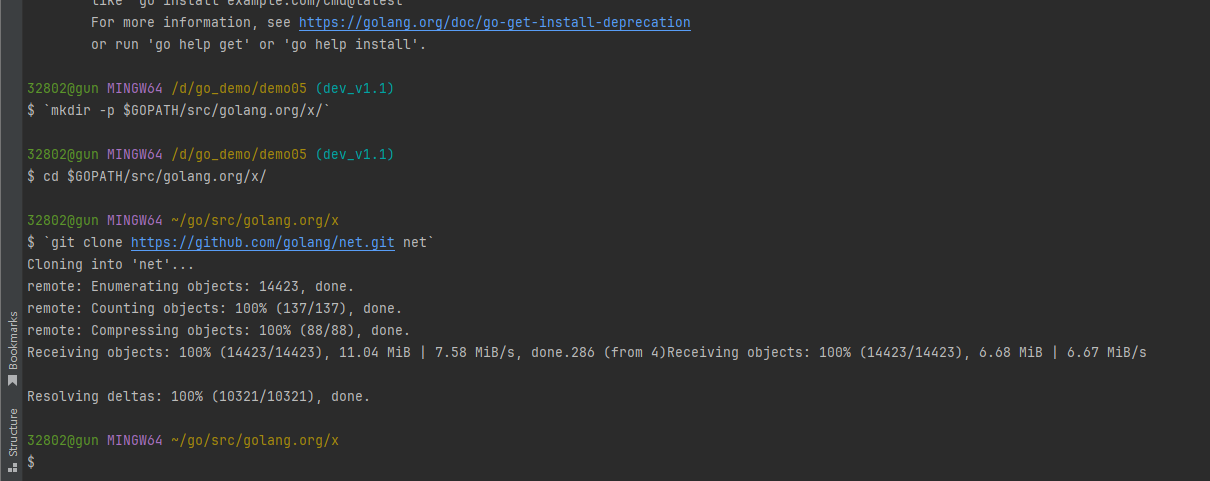 like 'go install example.com/cmd@latest'
For more information, see https://golang.org/doc/go-get-install-deprecation
or run 'go help get' or 'go help install'.
32802@gun MINGW64 /d/go_demo/demo05 (dev_v1.1)
$ `mkdir -p $GOPATH/src/golang.org/x/`
32802@gun MINGW64 /d/go_demo/demo05 (dev_v1.1)
$ cd $GOPATH/src/golang.org/x/
32802@gun MINGW64 ~/go/src/golang.org/x
$ `git clone https://github.com/golang/net.git net`
Cloning into 'net'...
remote: Enumerating objects: 14423, done.
remote: Counting objects: 100% (137/137), done.
remote: Compressing objects: 100% (88/88), done.
Receiving objects: 100% (14423/14423), 11.04 MiB | 7.58 MiB/s, done.286 (from 4)Receiving objects: 100% (14423/14423), 6.68 MiB | 6.67 MiB/s
Resolving deltas: 100% (10321/10321), done.
32802@gun MINGW64 ~/go/src/golang.org/x
$
Bookmarks
Structure